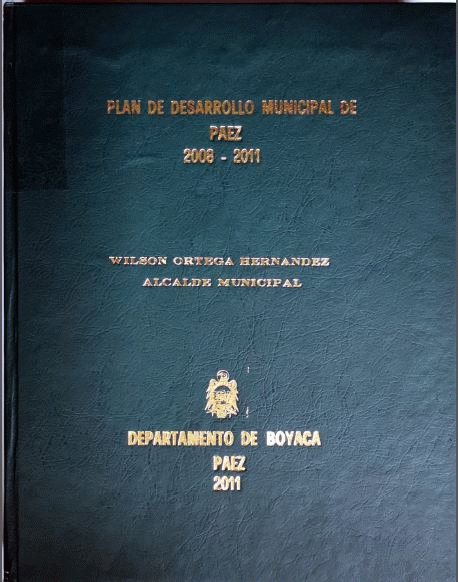 PLAN DE DESARROLLO MUNICIPAL DE
PAEZ
2008 - 2011
WILSON ORTEGA HERNANDEZ
ALCALDE MUNICIPAL
DEPARTAMENTO DE BOYACA
PAEZ
2011